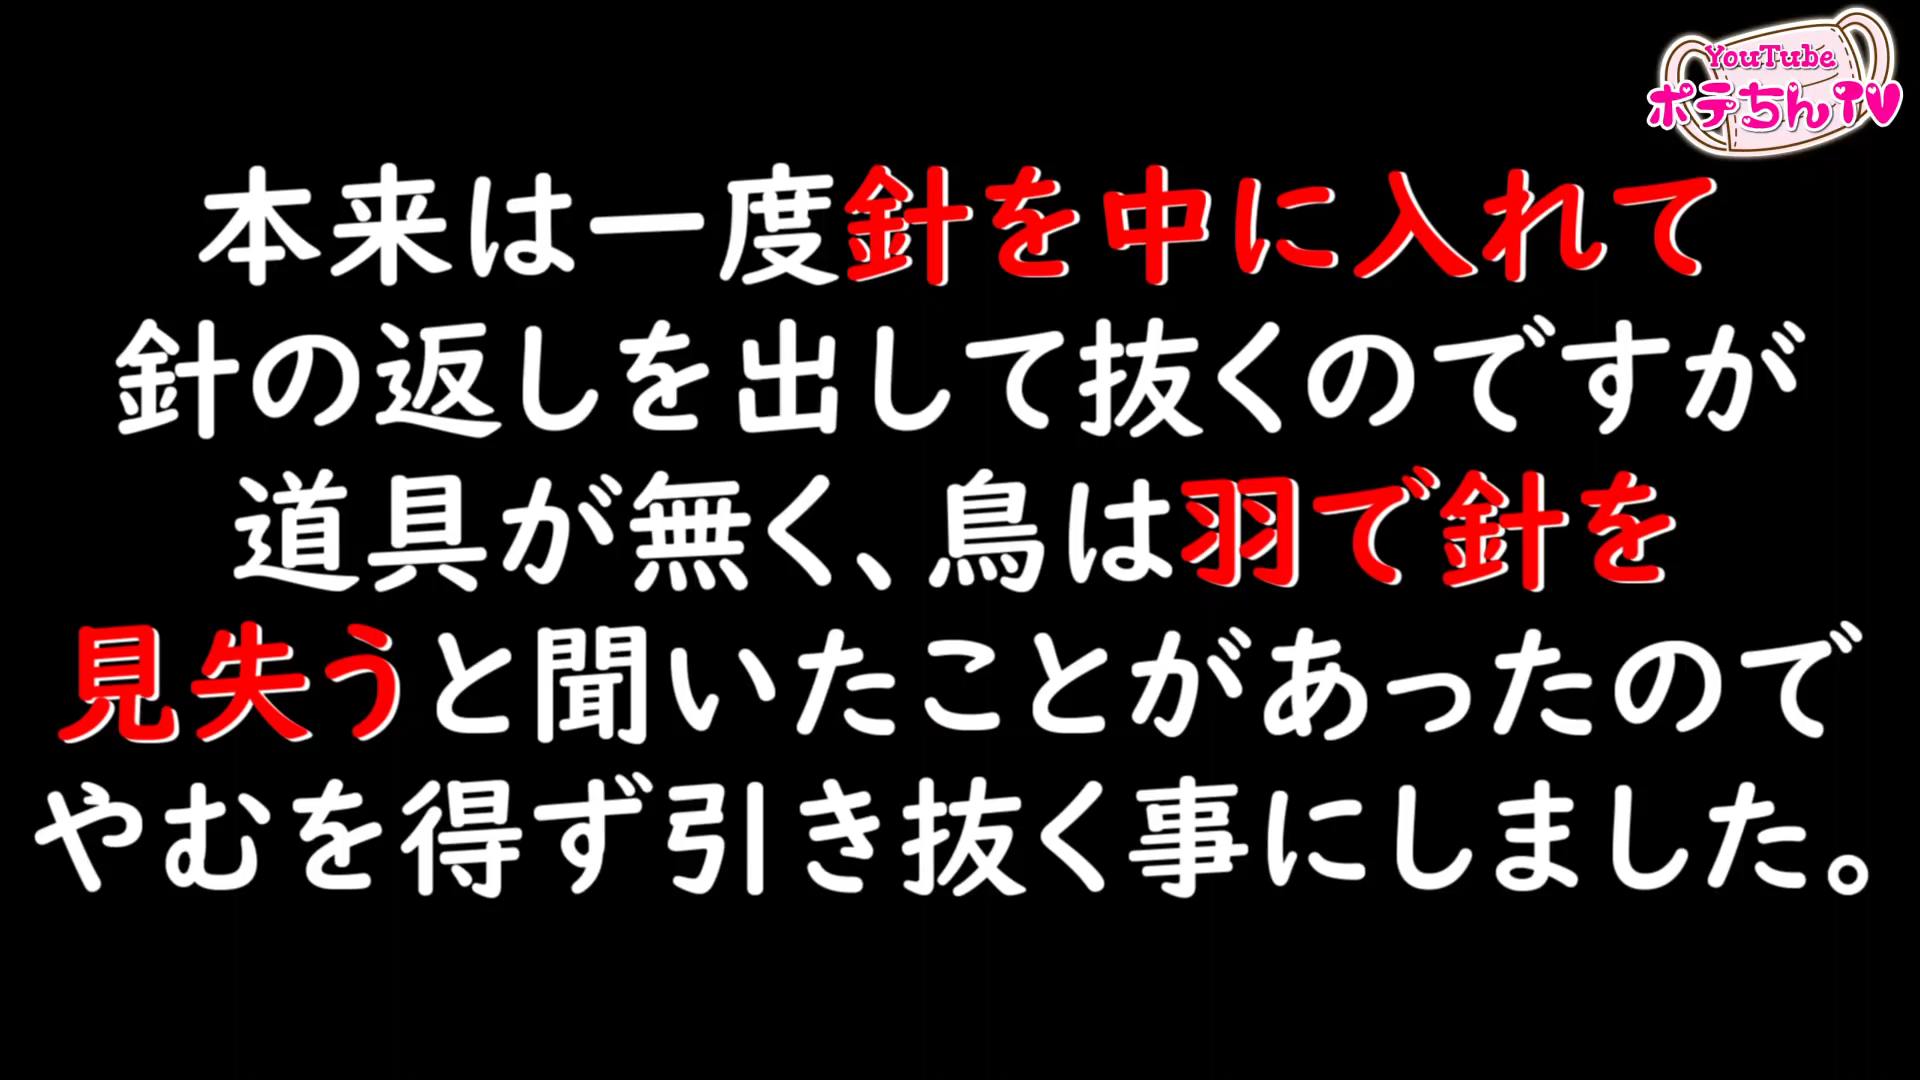 YouTube
ポテちんTV
本来は一度針を中に入れて
針の返しを出して抜くのですが
道具が無く、鳥は羽で針を
見失うと聞いたことがあったので
やむを得ず引き抜く事にしました。